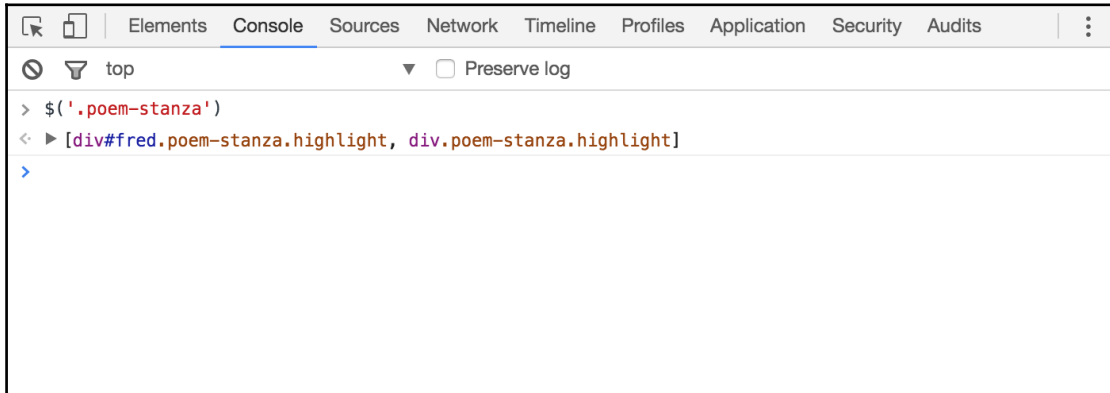 Elements Console Sources Network Timeline Profiles Application Security Audits
top Preserve log
> $('.poem-stanza')
[div#fred.poem-stanza.highlight, div.poem-stanza.highlight]
>